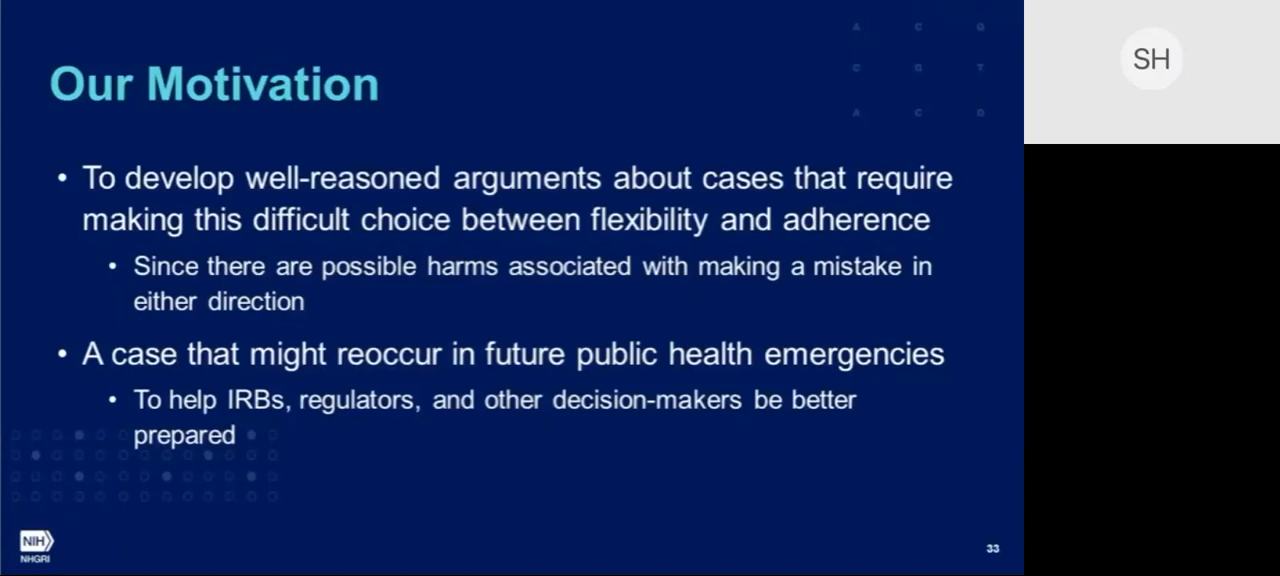 SH
Our Motivation
• To develop well-reasoned arguments about cases that require
making this difficult choice between flexibility and adherence
• Since there are possible harms associated with making a mistake in
either direction
• A case that might reoccur in future public health emergencies
• To help IRBs, regulators, and other decision-makers be better
prepared
NIH
NHGRI
33